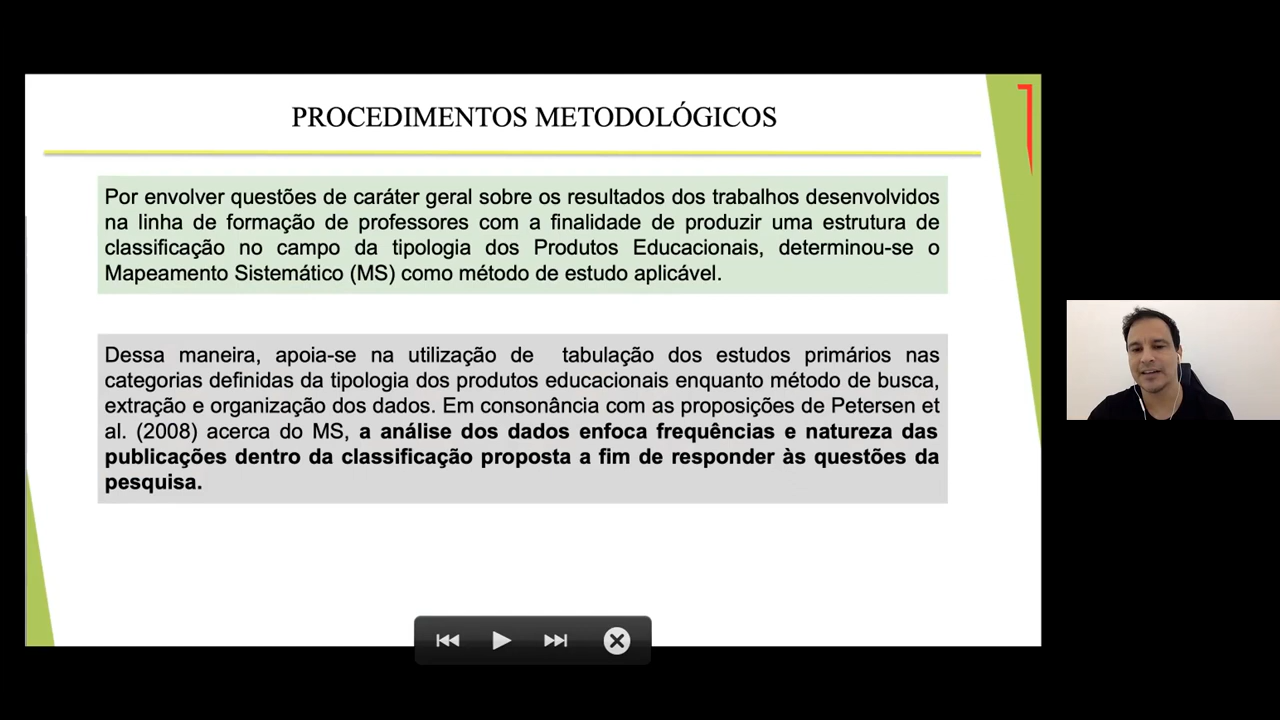 PROCEDIMENTOS METODOLÓGICOS
Por envolver questões de caráter geral sobre os resultados dos trabalhos desenvolvidos
na linha de formação de professores com a finalidade de produzir uma estrutura de
classificação no campo da tipologia dos Produtos Educacionais, determinou-se o
Mapeamento Sistemático (MS) como método de estudo aplicável.
Dessa maneira, apoia-se na utilização de tabulação dos estudos primários nas
categorias definidas da tipologia dos produtos educacionais enquanto método de busca,
extração e organização dos dados. Em consonância com as proposições de Petersen et
al. (2008) acerca do MS, a análise dos dados enfoca frequências e natureza das
publicações dentro da classificação proposta a fim de responder às questões da
pesquisa.